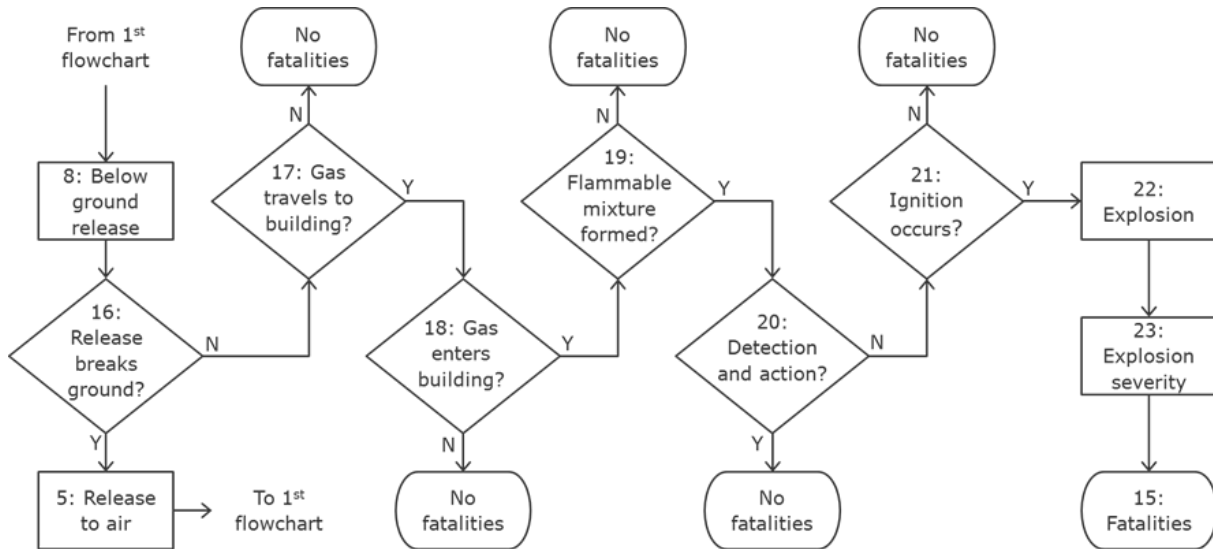 From 1st
flowchart
8: Below
ground
release
16:
Release
breaks
ground?
N
Y
5: Release
to air
To 1st
flowchart
No
fatalities
N
17: Gas
travels to
building?
Y
18: Gas
enters
building?
Y
N
No
fatalities
No
fatalities
N
19:
Flammable
mixture
formed?
Y
20:
Detection
and action?
N
Y
No
fatalities
No
fatalities
N
21:
Ignition
occurs?
Y
22:
Explosion
23:
Explosion
severity
15:
Fatalities